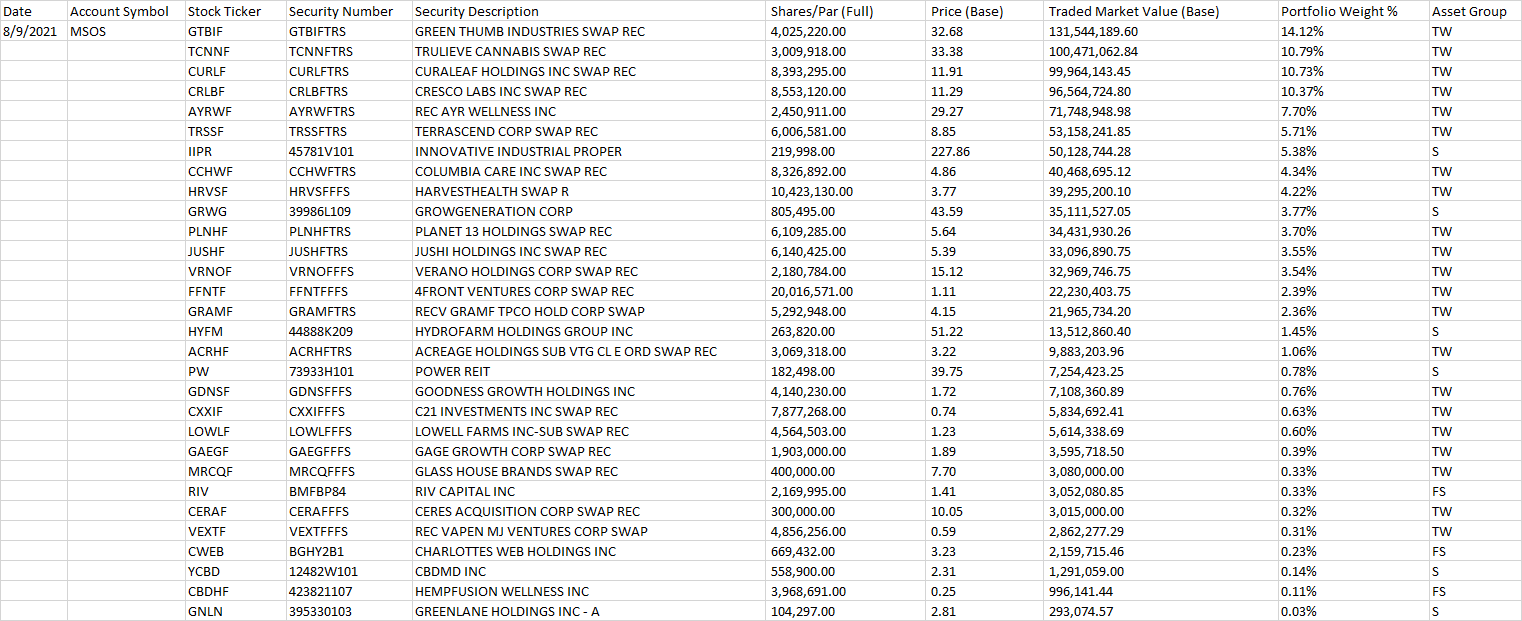 Date Account Symbol Stock Ticker Security Number Security Description Shares/Par (Full) Price (Base) Traded Market Value (Base) Portfolio Weight % Asset Group
8/9/2021 MSOS GTBIF GTBIFTRS GREEN THUMB INDUSTRIES SWAP REC 4,025,220.00 32.68 131,544,189.60 14.12% TW
TCNNF TCNNFTRS TRULIEVE CANNABIS SWAP REC 3,009,918.00 33.38 100,471,062.84 10.79% TW
CURLF CURLFTRS CURALEAF HOLDINGS INC SWAP REC 8,393,295.00 11.91 99,964,143.45 10.73% TW
CRLBF CRLBFTRS CRESCO LABS INC SWAP REC 8,553,120.00 11.29 96,564,724.80 10.37% TW
AYRWF AYRWFTRS REC AYR WELLNESS INC 2,450,911.00 29.27 71,748,948.98 7.70% TW
TRSSF TRSSFTRS TERRASCEND CORP SWAP REC 6,006,581.00 8.85 53,158,241.85 5.71% TW
IIPR 45781V101 INNOVATIVE INDUSTRIAL PROPER 219,998.00 227.86 50,128,744.28 5.38% S
CCHWF CCHWFTRS COLUMBIA CARE INC SWAP REC 8,326,892.00 4.86 40,468,695.12 4.34% TW
HRVSF HRVSFFFS HARVESTHEALTH SWAP R 10,423,130.00 3.77 39,295,200.10 4.22% TW
GRWG 39986L109 GROWGENERATION CORP 805,495.00 43.59 35,111,527.05 3.77% S
PLNHF PLNHFTRS PLANET 13 HOLDINGS SWAP REC 6,109,285.00 5.64 34,431,930.26 3.70% TW
JUSHF JUSHFTRS JUSHI HOLDINGS INC SWAP REC 6,140,425.00 5.39 33,096,890.75 3.55% TW
VRNOF VRNOFFFS VERANO HOLDINGS CORP SWAP REC 2,180,784.00 15.12 32,969,746.75 3.54% TW
FFNTF FFNTFFFS 4FRONT VENTURES CORP SWAP REC 20,016,571.00 1.11 22,230,403.75 2.39% TW
GRAMF GRAMFTRS RECV GRAMF TPCO HOLD CORP SWAP 5,292,948.00 4.15 21,965,734.20 2.36% TW
HYFM 44888K209 HYDROFARM HOLDINGS GROUP INC 263,820.00 51.22 13,512,860.40 1.45% S
ACRHF ACRHFTRS ACREAGE HOLDINGS SUB VTG CL E ORD SWAP REC 3,069,318.00 3.22 9,883,203.96 1.06% TW
PW 73933H101 POWER REIT 182,498.00 39.75 7,254,423.25 0.78% S
GDNSF GDNSFFFS GOODNESS GROWTH HOLDINGS INC 4,140,230.00 1.72 7,108,360.89 0.76% TW
CXXIF CXXIFFFS C21 INVESTMENTS INC SWAP REC 7,877,268.00 0.74 5,834,692.41 0.63% TW
LOWLF LOWLFFFS LOWELL FARMS INC-SUB SWAP REC 4,564,503.00 1.23 5,614,338.69 0.60% TW
GAEGF GAEGFFFS GAGE GROWTH CORP SWAP REC 1,903,000.00 1.89 3,595,718.50 0.39% TW
MRCQF MRCQFFFS GLASS HOUSE BRANDS SWAP REC 400,000.00 7.70 3,080,000.00 0.33% TW
RIV BMFBP84 RIV CAPITAL INC 2,169,995.00 1.41 3,052,080.85 0.33% FS
CERAF CERAFFFS CERES ACQUISITION CORP SWAP REC 300,000.00 10.05 3,015,000.00 0.32% TW
VEXTF VEXTFFFS REC VAPEN MJ VENTURES CORP SWAP 4,856,256.00 0.59 2,862,277.29 0.31% TW
CWEB BGHY2B1 CHARLOTTES WEB HOLDINGS INC 669,432.00 3.23 2,159,715.46 0.23% FS
YCBD 12482W101 CBDMD INC 558,900.00 2.31 1,291,059.00 0.14% S
CBDHF 423821107 HEMPFUSION WELLNESS INC 3,968,691.00 0.25 996,141.44 0.11% FS
GNLN 395330103 GREENLANE HOLDINGS INC - A 104,297.00 2.81 293,074.57 0.03% S